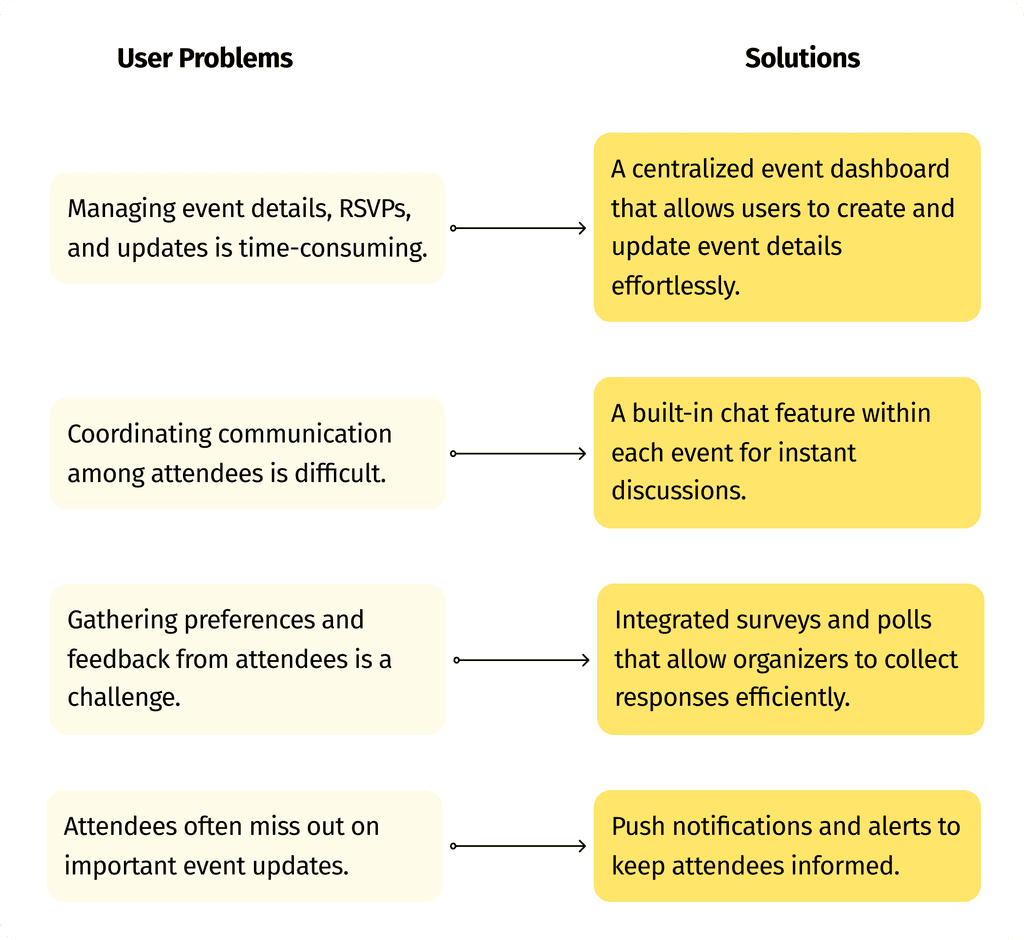 User Problems
Solutions
Managing event details, RSVPs,
and updates is time-consuming.
A centralized event dashboard
that allows users to create and
update event details
effortlessly.
Coordinating communication
among attendees is difficult.
A built-in chat feature within
each event for instant
discussions.
Gathering preferences and
feedback from attendees is a
challenge.
Integrated surveys and polls
that allow organizers to collect
responses efficiently.
Attendees often miss out on
important event updates.
Push notifications and alerts to
keep attendees informed.